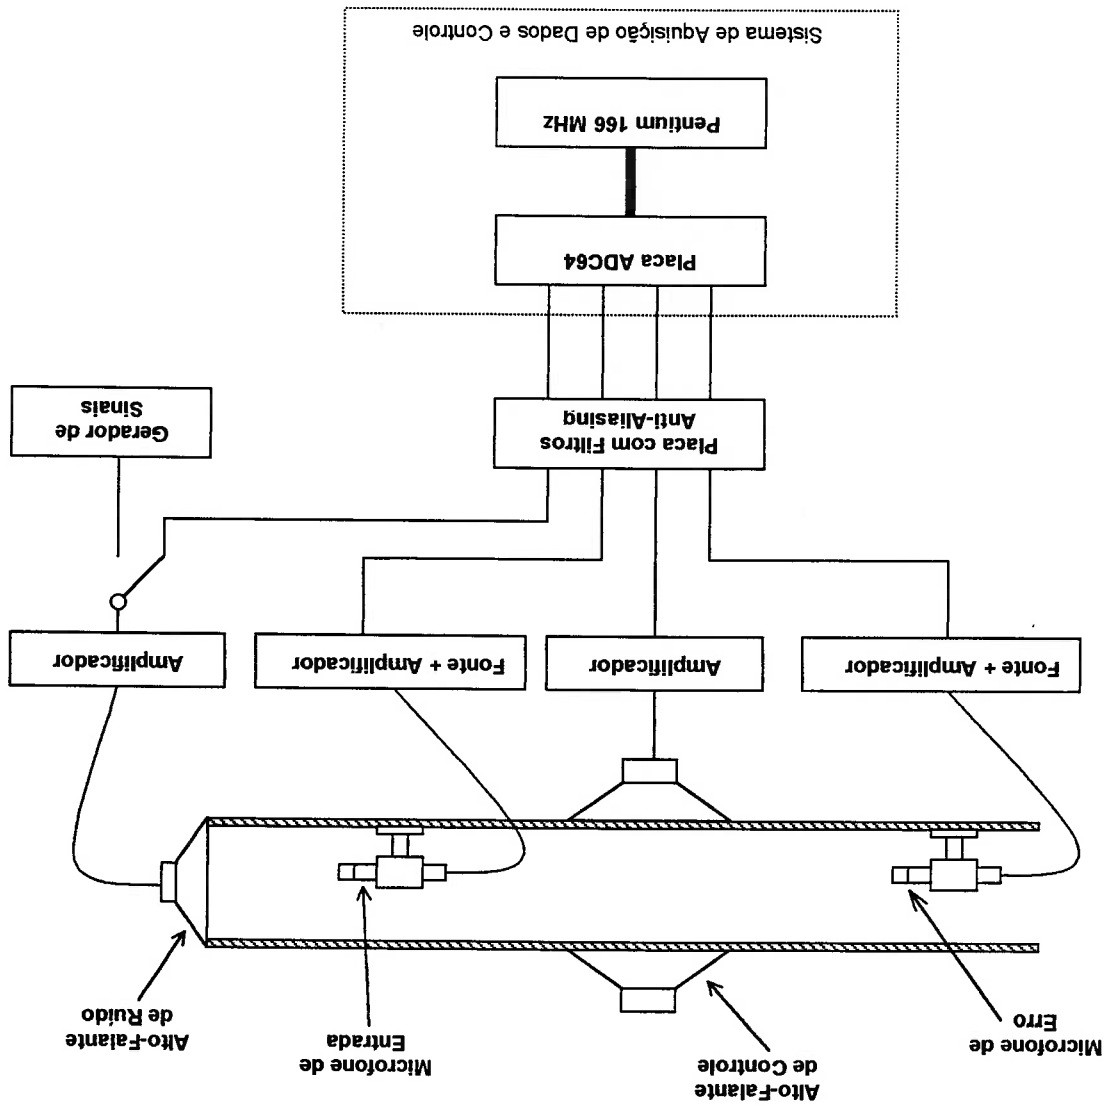 Microfone de
Erro
Alto-Falante
de Controle
Microfone de
Entrada
Alto-Falante
de Ruído
Fonte + Amplificador
Amplificador
Fonte + Amplificador
Amplificador
Placa com Filtros
Anti-Aliasing
Gerador de
Sinais
Placa ADC64
Pentium 166 MHz
Sistema de Aquisição de Dados e Controle